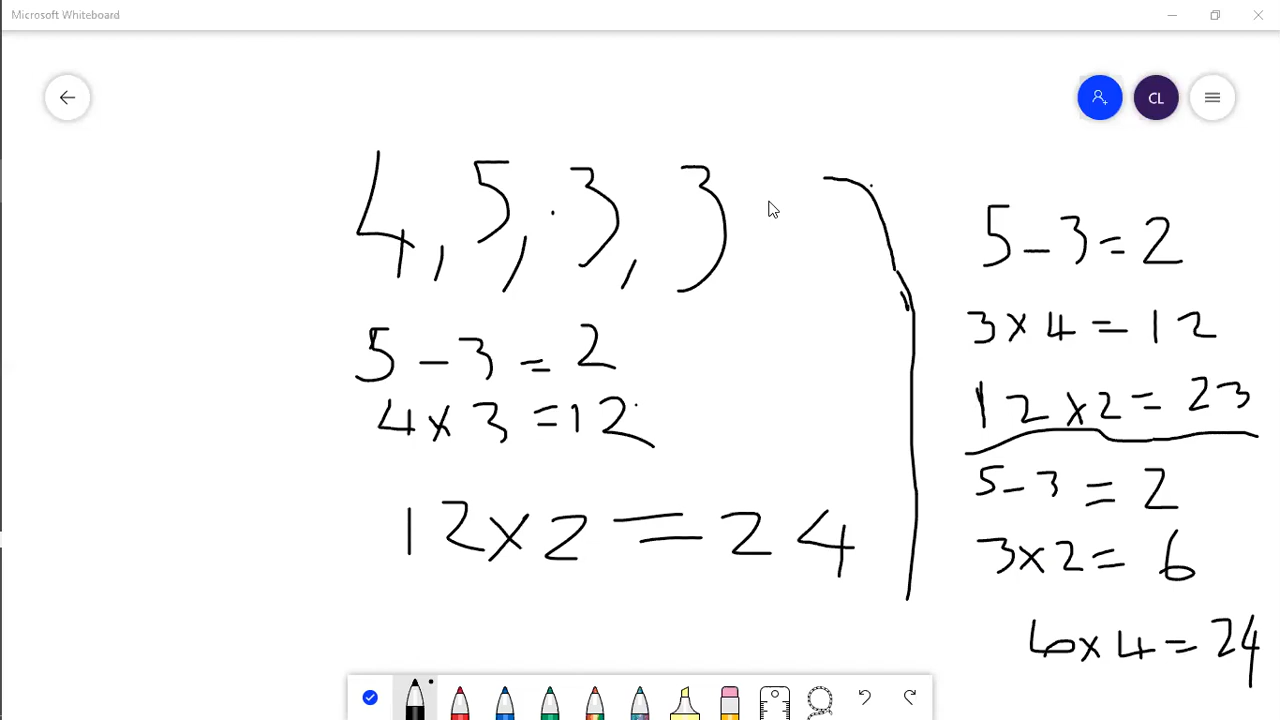 Microsoft Whiteboard
CL
4, 5, 3, 3
5 - 3 = 2
4 x 3 = 12
12 x 2 = 24
5 - 3 = 2
3 x 4 = 12
12 x 2 = 23
5 - 3 = 2
3 x 2 = 6
6 x 4 = 24